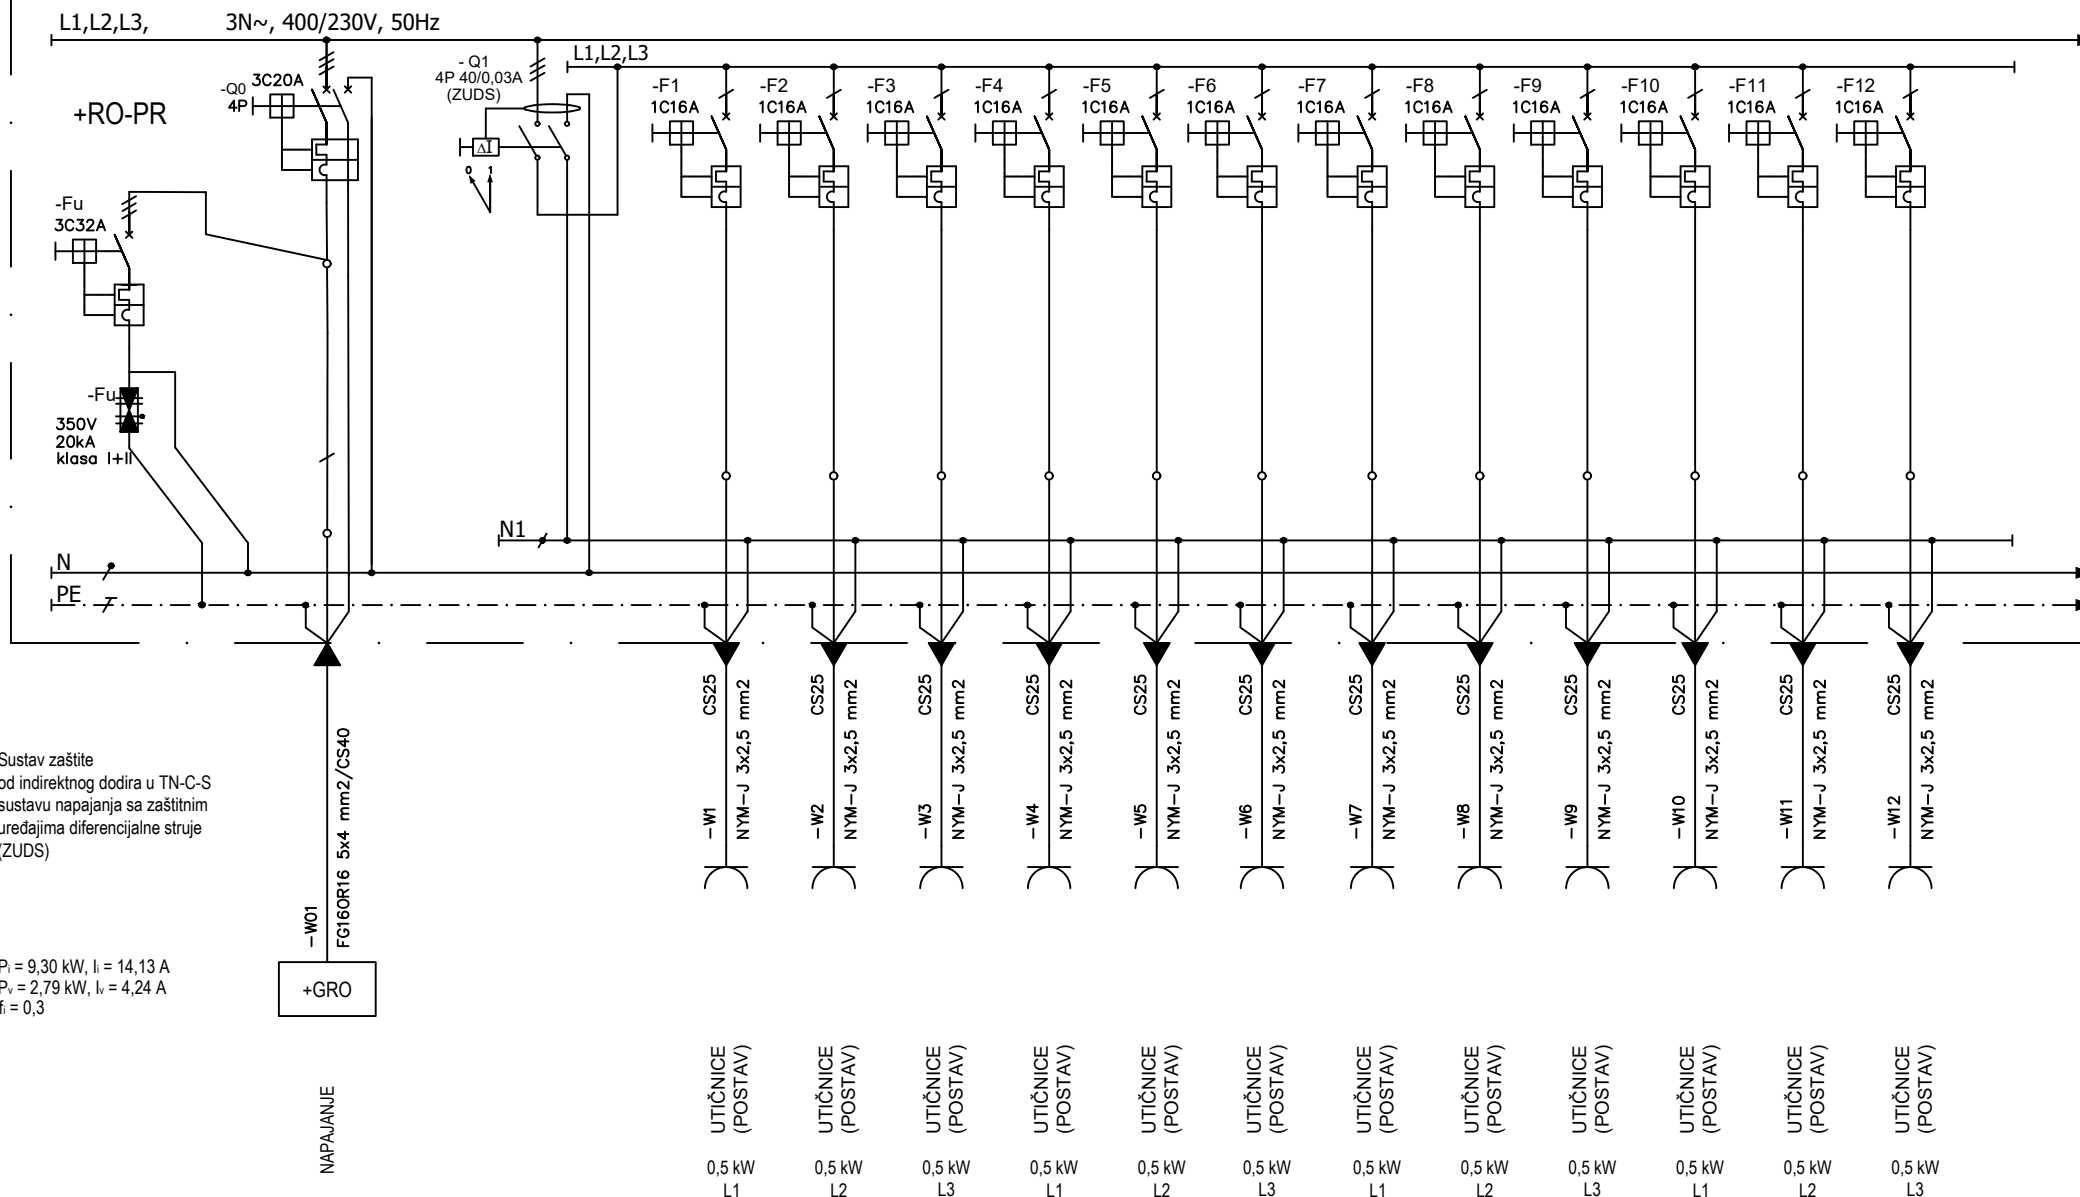 L1,L2,L3, 3N~, 400/230V, 50Hz
L1,L2,L3
+RO-PR
-Q0
3C20A
4P
- Q1
4P 40/0,03A
(ZUDS)
ΔI
0 1
-F1
1C16A
-F2
1C16A
-F3
1C16A
-F4
1C16A
-F5
1C16A
-F6
1C16A
-F7
1C16A
-F8
1C16A
-F9
1C16A
-F10
1C16A
-F11
1C16A
-F12
1C16A
-Fu
3C32A
-Fu
350V
20kA
klasa I+II
N1
N
PE
Sustav zaštite
od indirektnog dodira u TN-C-S
sustavu napajanja sa zaštitnim
uređajima diferencijalne struje
(ZUDS)
Pi = 9,30 kW, Ii = 14,13 A
Pv = 2,79 kW, Iv = 4,24 A
fi = 0,3
-W01
FG16OR16 5x4 mm2/CS40
+GRO
NAPAJANJE
-W1 CS25
NYM-J 3x2,5 mm2
-W2 CS25
NYM-J 3x2,5 mm2
-W3 CS25
NYM-J 3x2,5 mm2
-W4 CS25
NYM-J 3x2,5 mm2
-W5 CS25
NYM-J 3x2,5 mm2
-W6 CS25
NYM-J 3x2,5 mm2
-W7 CS25
NYM-J 3x2,5 mm2
-W8 CS25
NYM-J 3x2,5 mm2
-W9 CS25
NYM-J 3x2,5 mm2
-W10 CS25
NYM-J 3x2,5 mm2
-W11 CS25
NYM-J 3x2,5 mm2
-W12 CS25
NYM-J 3x2,5 mm2
UTIČNICE
(POSTAV)
0,5 kW
L1
UTIČNICE
(POSTAV)
0,5 kW
L2
UTIČNICE
(POSTAV)
0,5 kW
L3
UTIČNICE
(POSTAV)
0,5 kW
L1
UTIČNICE
(POSTAV)
0,5 kW
L2
UTIČNICE
(POSTAV)
0,5 kW
L3
UTIČNICE
(POSTAV)
0,5 kW
L1
UTIČNICE
(POSTAV)
0,5 kW
L2
UTIČNICE
(POSTAV)
0,5 kW
L3
UTIČNICE
(POSTAV)
0,5 kW
L1
UTIČNICE
(POSTAV)
0,5 kW
L2
UTIČNICE
(POSTAV)
0,5 kW
L3